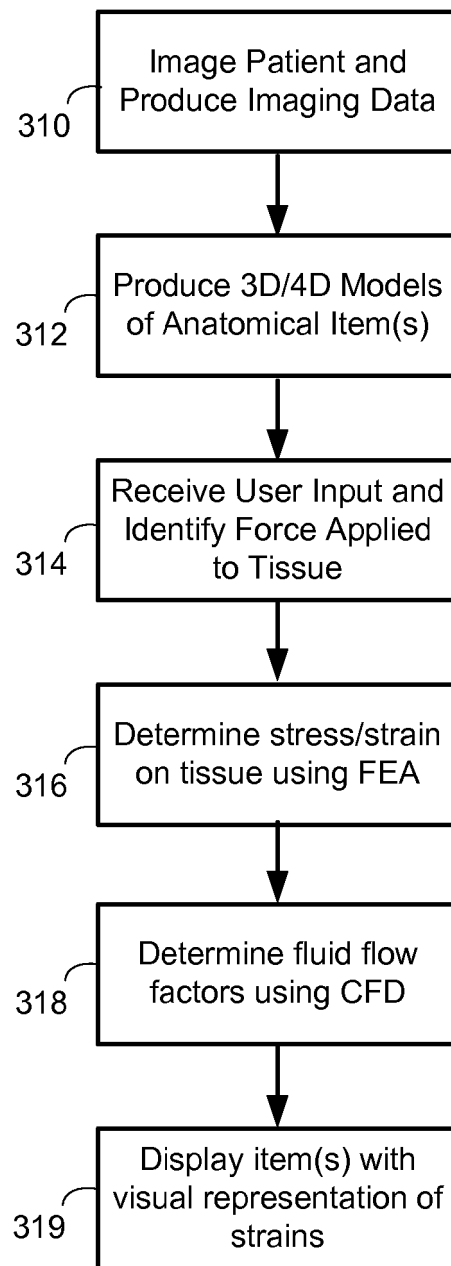 Image Patient and
Produce Imaging Data
310
Produce 3D/4D Models
of Anatomical Item(s)
312
Receive User Input and
Identify Force Applied
to Tissue
314
Determine stress/strain
on tissue using FEA
316
Determine fluid flow
factors using CFD
318
Display item(s) with
visual representation of
strains
319